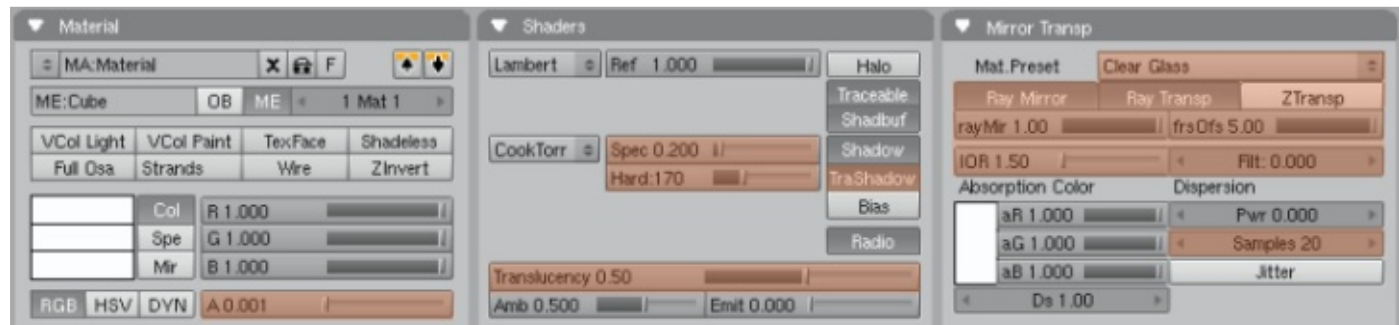 Material
MA:Material X F
ME:Cube OB ME 1 Mat 1
VCol Light VCol Paint TexFace Shadeless
Full Osa Strands Wire ZInvert
Col R 1.000
Spe G 1.000
Mir B 1.000
RGB HSV DYN A 0.001
Shaders
Lambert Ref 1.000 Halo
Traceable
Shadbuf
CookTorr Spec 0.200 Shadow
Hard:170 TraShadow
Bias
Radio
Translucency 0.50
Amb 0.500 Emit 0.000
Mirror Transp
Mat.Preset Clear Glass
Ray Mirror Ray Transp ZTransp
rayMir 1.00 frsOfs 5.00
IOR 1.50 Filt: 0.000
Absorption Color Dispersion
aR 1.000 Pwr 0.000
aG 1.000 Samples 20
aB 1.000 Jitter
Ds 1.00